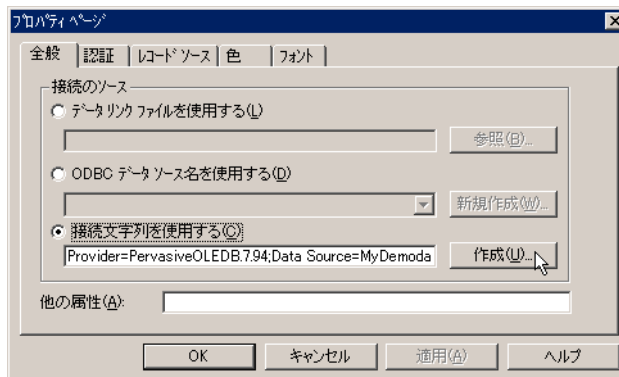 プロパティ ページ
全般 認証 レコード ソース 色 フォント
接続のソース
データ リンク ファイルを使用する(L)
参照(B)...
ODBC データ ソース名を使用する(D)
新規作成(W)...
接続文字列を使用する(C)
Provider=PervasiveOLEDB.7.94;Data Source=MyDemoda
作成(U)...
他の属性(A):
OK キャンセル 適用(A) ヘルプ